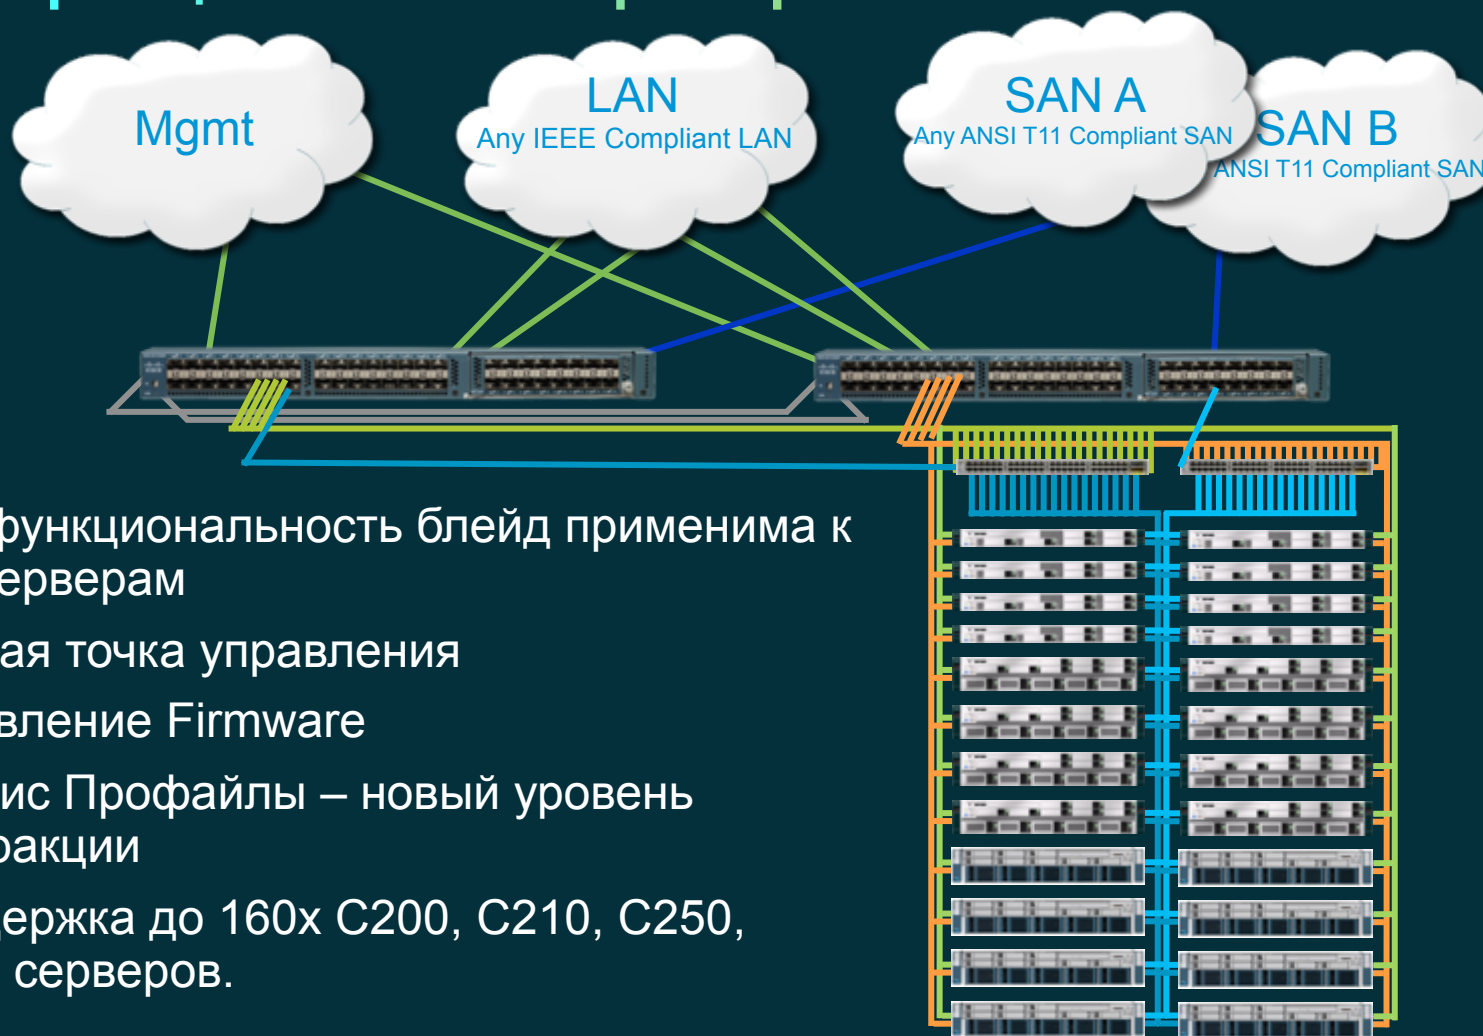 Mgmt
LAN
Any IEEE Compliant LAN
SAN A
Any ANSI T11 Compliant SAN
SAN B
ANSI T11 Compliant SAN
функциональность блейд применима к
ерверам
ая точка управления
вление Firmware
ис Профайлы – новый уровень
ракции
держка до 160x C200, C210, C250,
серверов.